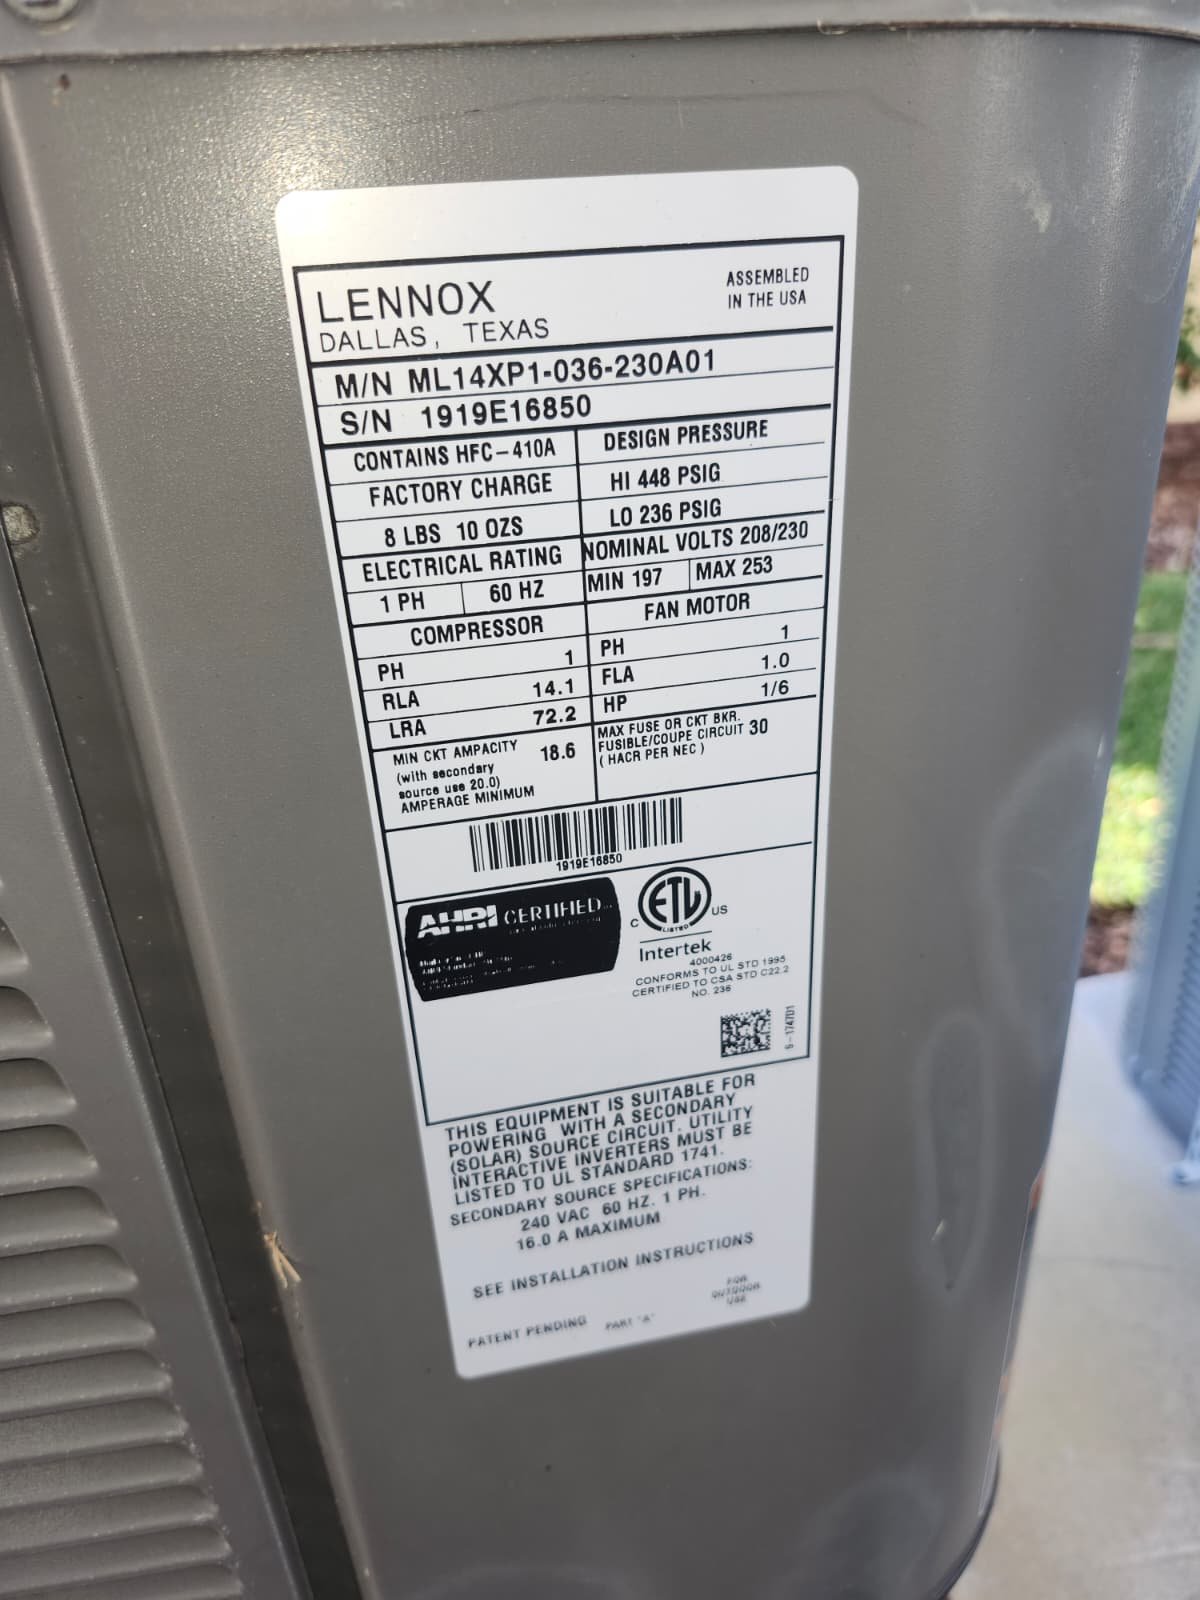 LENNOX
DALLAS, TEXAS
ASSEMBLED
IN THE USA
M/N ML14XP1-036-230A01
S/N 1919E16850
CONTAINS HFC-410A
FACTORY CHARGE
8 LBS 10 OZS
DESIGN PRESSURE
HI 448 PSIG
LO 236 PSIG
ELECTRICAL RATING
1 PH 60 HZ
NOMINAL VOLTS 208/230
MIN 197 MAX 253
COMPRESSOR
PH 1
RLA 14.1
LRA 72.2
FAN MOTOR
PH 1
FLA 1.0
HP 1/6
MIN CKT AMPACITY 18.6
(with secondary
source use 20.0)
AMPERAGE MINIMUM
MAX FUSE OR CKT BKR.
FUSIBLE/COUPE CIRCUIT 30
(HACR PER NEC)
1919E16850
AHRI CERTIFIED
C ETL US
LISTED
Intertek
4000426
CONFORMS TO UL STD 1995
CERTIFIED TO CSA STD C22.2
NO. 236
THIS EQUIPMENT IS SUITABLE FOR
POWERING WITH A SECONDARY
(SOLAR) SOURCE CIRCUIT. UTILITY
INTERACTIVE INVERTERS MUST BE
LISTED TO UL STANDARD 1741.
SECONDARY SOURCE SPECIFICATIONS:
240 VAC 60 HZ. 1 PH.
16.0 A MAXIMUM
SEE INSTALLATION INSTRUCTIONS
PATENT PENDING PART "A"
FOR
OUTDOOR
USE